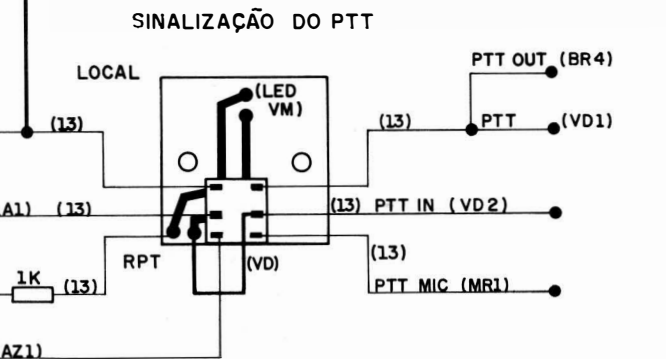 SINALIZAÇÃO DO PTT
PTT OUT (BR4)
LOCAL
(LED
VM)
(13)
(13)
PTT
(VD1)
A1)
(13)
(13)
PTT IN (VD2)
RPT
(VD)
(13)
1K
(13)
PTT MIC (MR1)
AZ1)